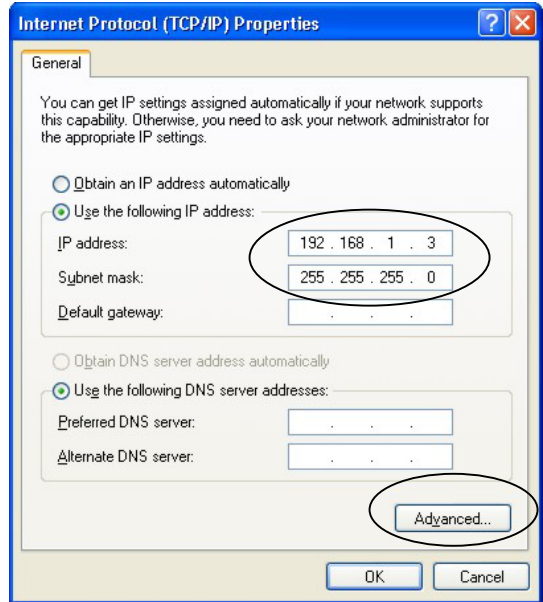 Internet Protocol (TCP/IP) Properties
General
You can get IP settings assigned automatically if your network supports
this capability. Otherwise, you need to ask your network administrator for
the appropriate IP settings.
Obtain an IP address automatically
Use the following IP address:
IP address: 192 . 168 . 1 . 3
Subnet mask: 255 . 255 . 255 . 0
Default gateway: . . .
Obtain DNS server address automatically
Use the following DNS server addresses:
Preferred DNS server: . . .
Alternate DNS server: . . .
Advanced...
OK Cancel